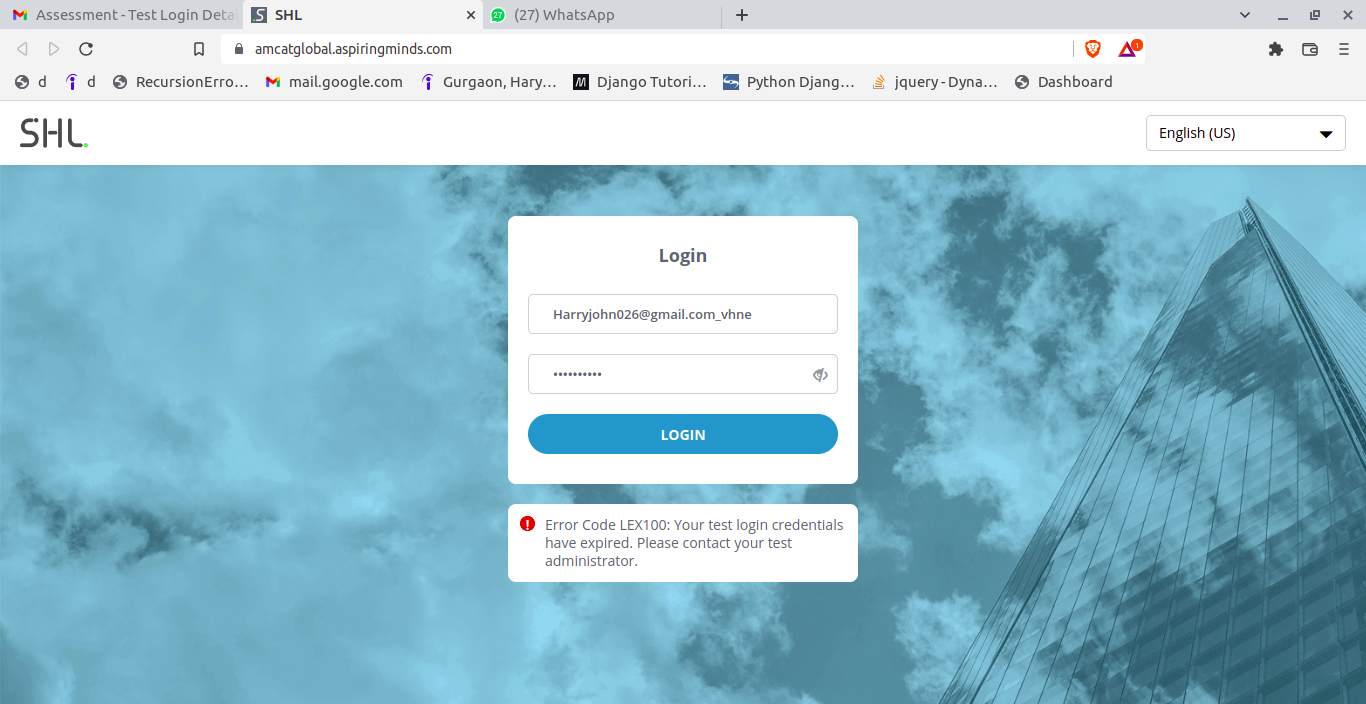 Assessment - Test Login Detai
SHL
(27) WhatsApp
27
amcatglobal.aspiringminds.com
1
d
d
RecursionErro...
mail.google.com
Gurgaon, Hary...
M
Django Tutori...
Python Djang...
jquery - Dyna...
Dashboard
SHL.
English (US)
Login
Harryjohn026@gmail.com_vhne
••••••••••
LOGIN
Error Code LEX100: Your test login credentials
have expired. Please contact your test
administrator.